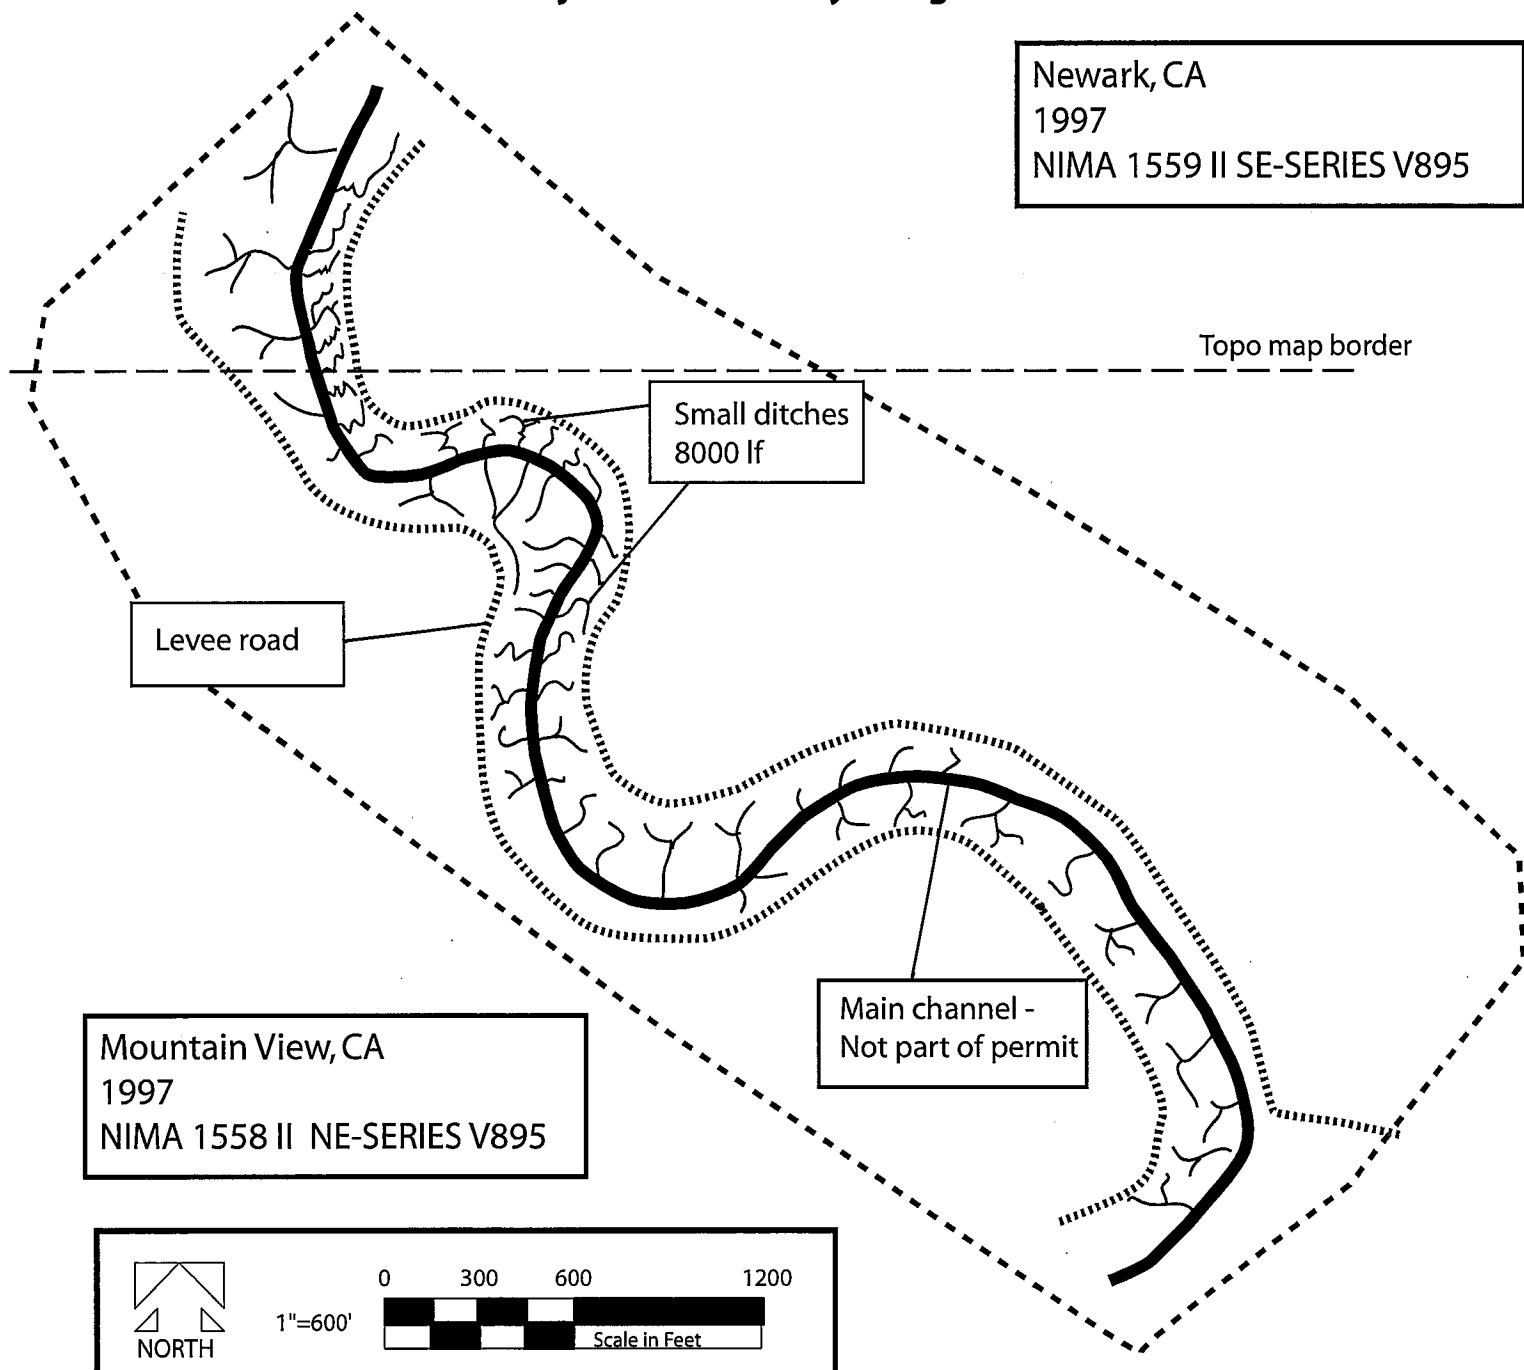 Newark, CA
1997
NIMA 1559 II SE-SERIES V895
Topo map border
Small ditches
8000 lf
Levee road
Main channel -
Not part of permit
Mountain View, CA
1997
NIMA 1558 II NE-SERIES V895
0 300 600 1200
1"=600'
Scale in Feet
NORTH